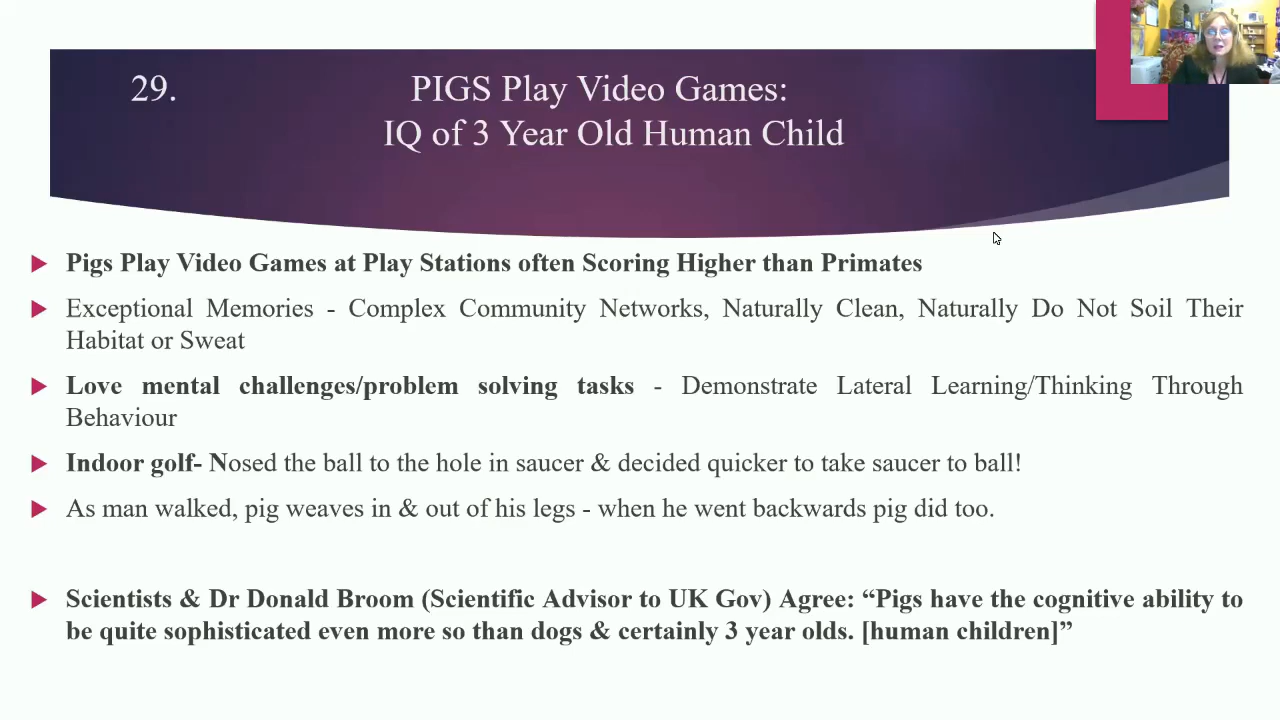 29.
PIGS Play Video Games:
IQ of 3 Year Old Human Child
Pigs Play Video Games at Play Stations often Scoring Higher than Primates
Exceptional Memories - Complex Community Networks, Naturally Clean, Naturally Do Not Soil Their
Habitat or Sweat
Love mental challenges/problem solving tasks - Demonstrate Lateral Learning/Thinking Through
Behaviour
Indoor golf- Nosed the ball to the hole in saucer & decided quicker to take saucer to ball!
As man walked, pig weaves in & out of his legs - when he went backwards pig did too.
Scientists & Dr Donald Broom (Scientific Advisor to UK Gov) Agree: “Pigs have the cognitive ability to
be quite sophisticated even more so than dogs & certainly 3 year olds. [human children]”